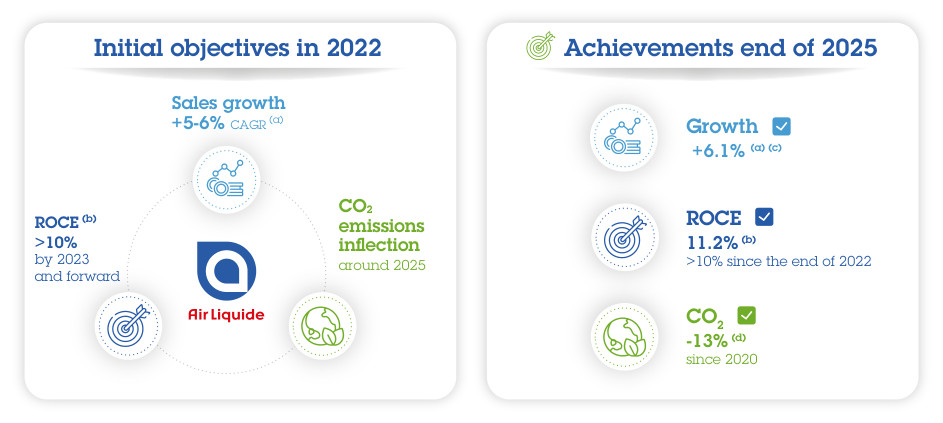 Initial objectives in 2022
Sales growth
+5-6% CAGR (a)
ROCE (b)
>10%
by 2023
and forward
CO₂
emissions
inflection
around 2025
Air Liquide
Achievements end of 2025
Growth
+6.1% (a) (c)
ROCE
11.2% (b)
>10% since the end of 2022
CO₂
-13% (d)
since 2020